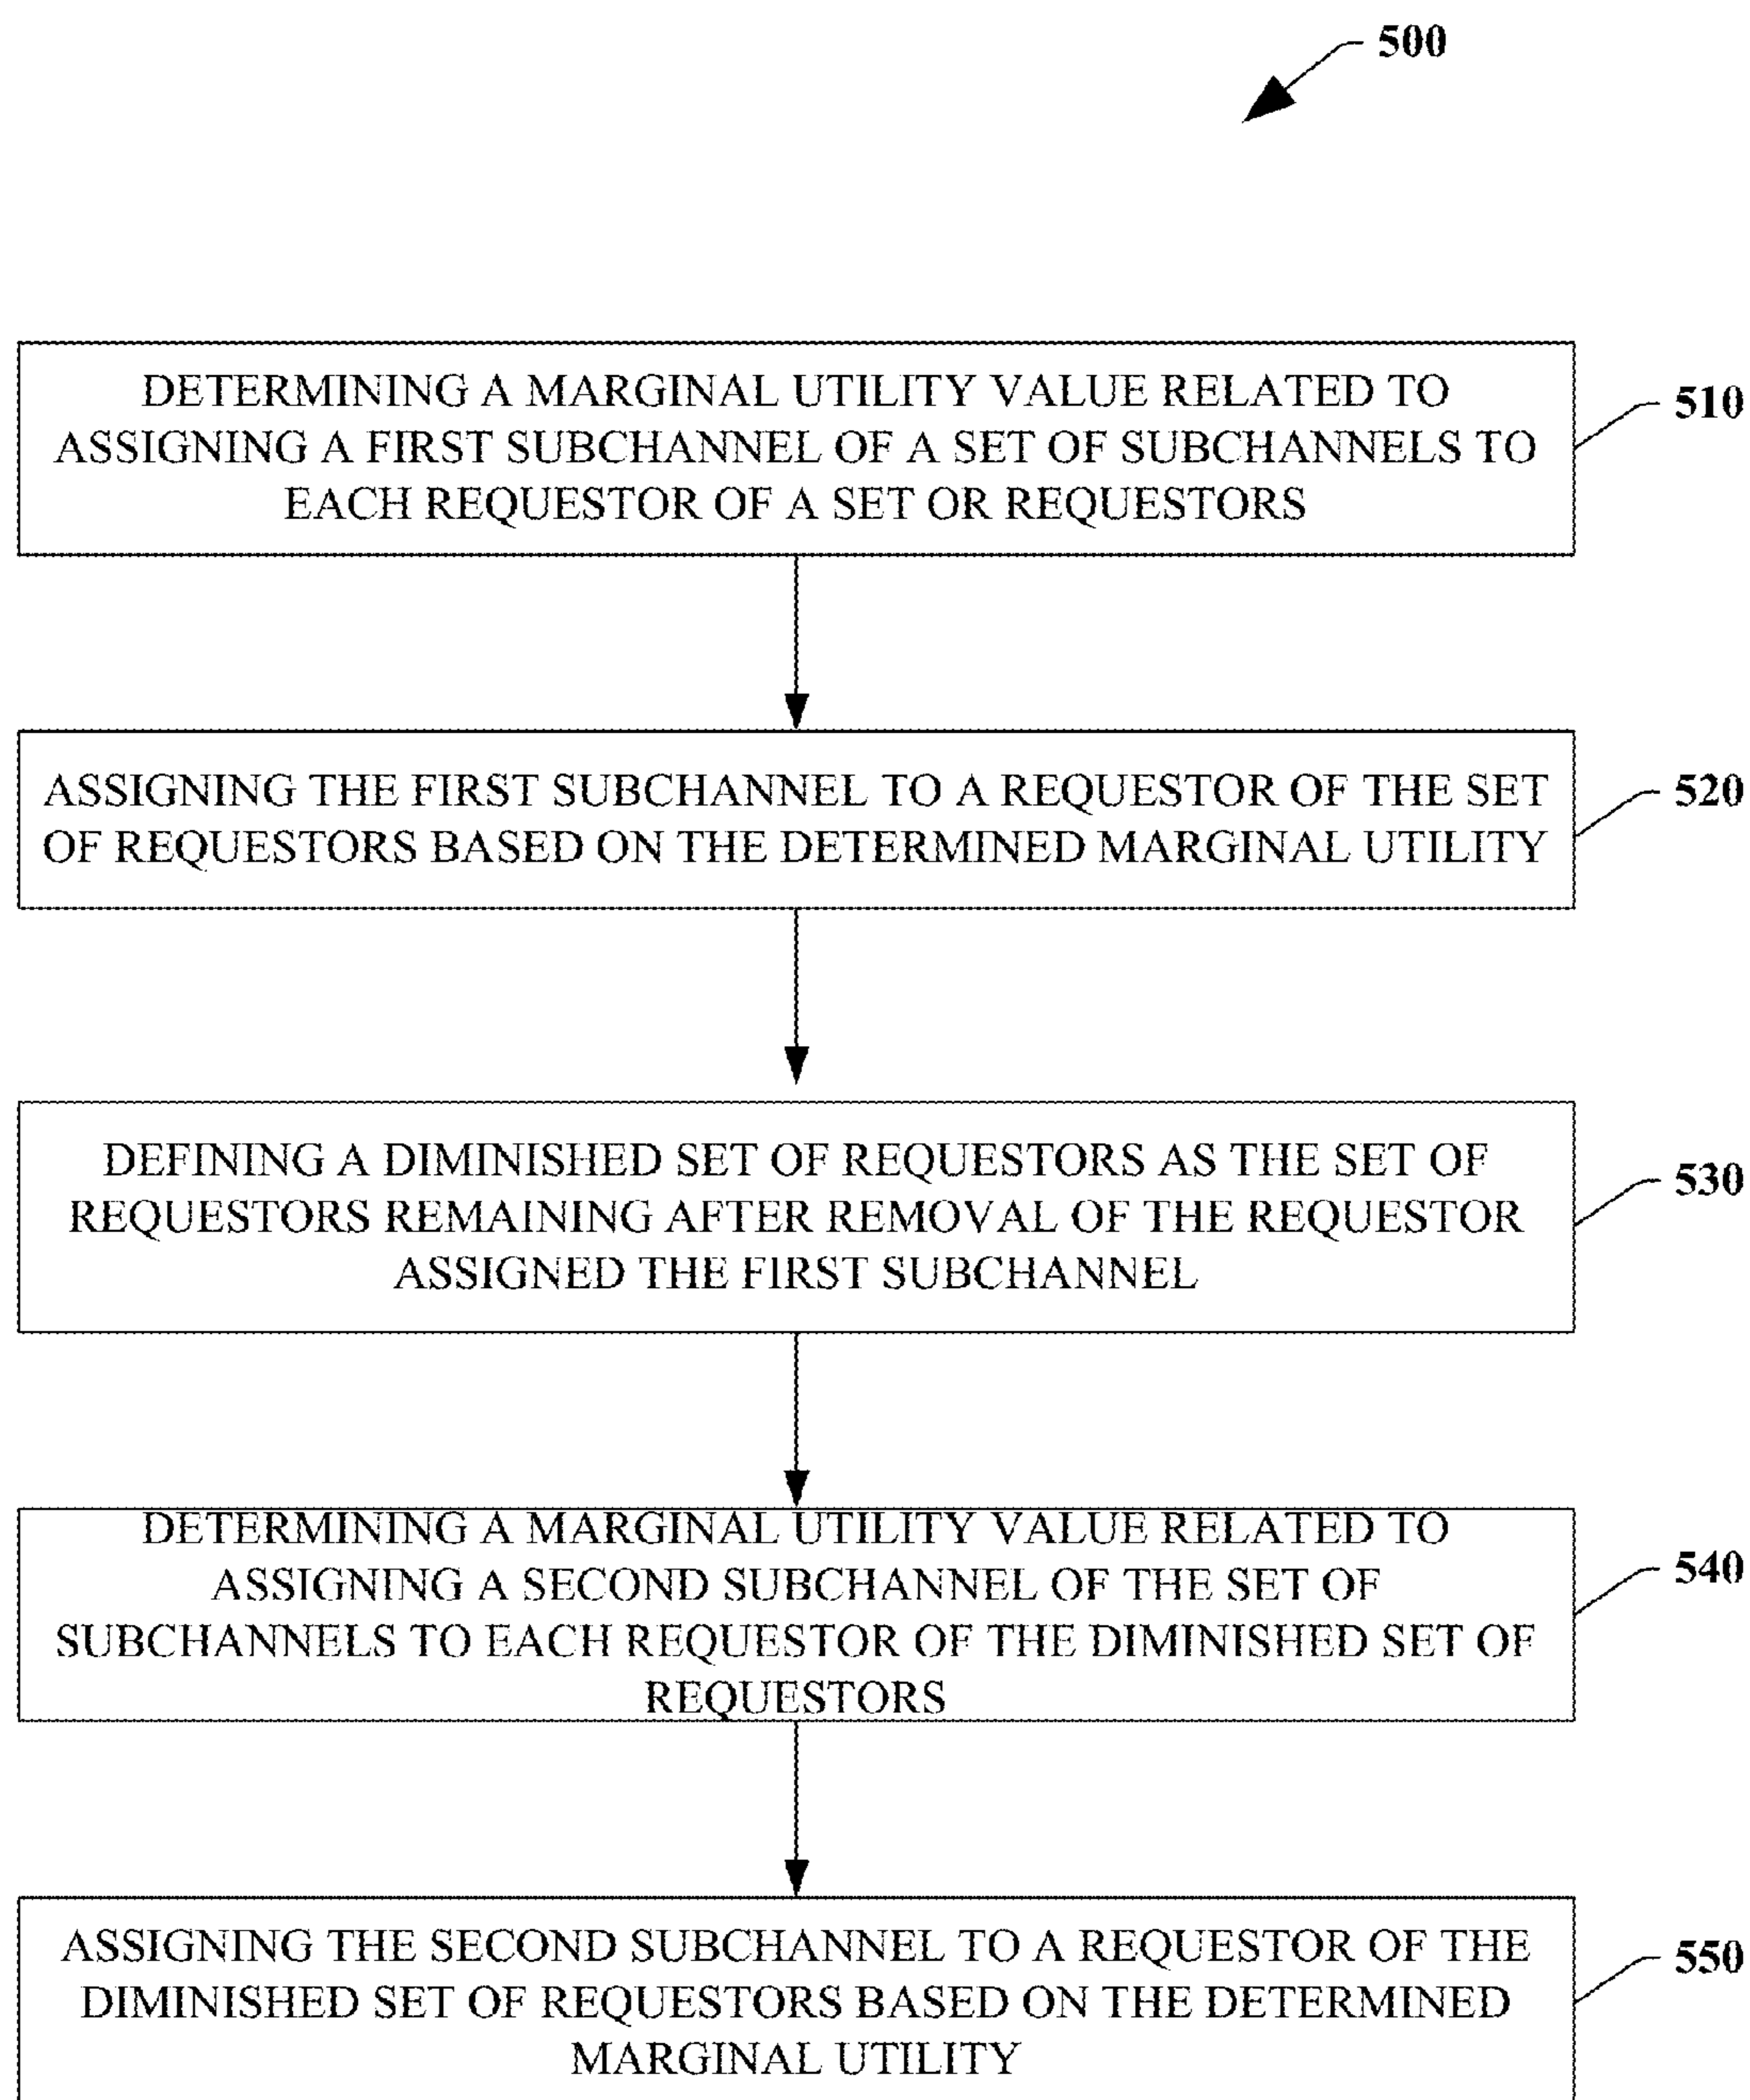 500
DETERMINING A MARGINAL UTILITY VALUE RELATED TO
ASSIGNING A FIRST SUBCHANNEL OF A SET OF SUBCHANNELS TO
EACH REQUESTOR OF A SET OR REQUESTORS
510
ASSIGNING THE FIRST SUBCHANNEL TO A REQUESTOR OF THE SET
OF REQUESTORS BASED ON THE DETERMINED MARGINAL UTILITY
520
DEFINING A DIMINISHED SET OF REQUESTORS AS THE SET OF
REQUESTORS REMAINING AFTER REMOVAL OF THE REQUESTOR
ASSIGNED THE FIRST SUBCHANNEL
530
DETERMINING A MARGINAL UTILITY VALUE RELATED TO
ASSIGNING A SECOND SUBCHANNEL OF THE SET OF
SUBCHANNELS TO EACH REQUESTOR OF THE DIMINISHED SET OF
REQUESTORS
540
ASSIGNING THE SECOND SUBCHANNEL TO A REQUESTOR OF THE
DIMINISHED SET OF REQUESTORS BASED ON THE DETERMINED
MARGINAL UTILITY
550